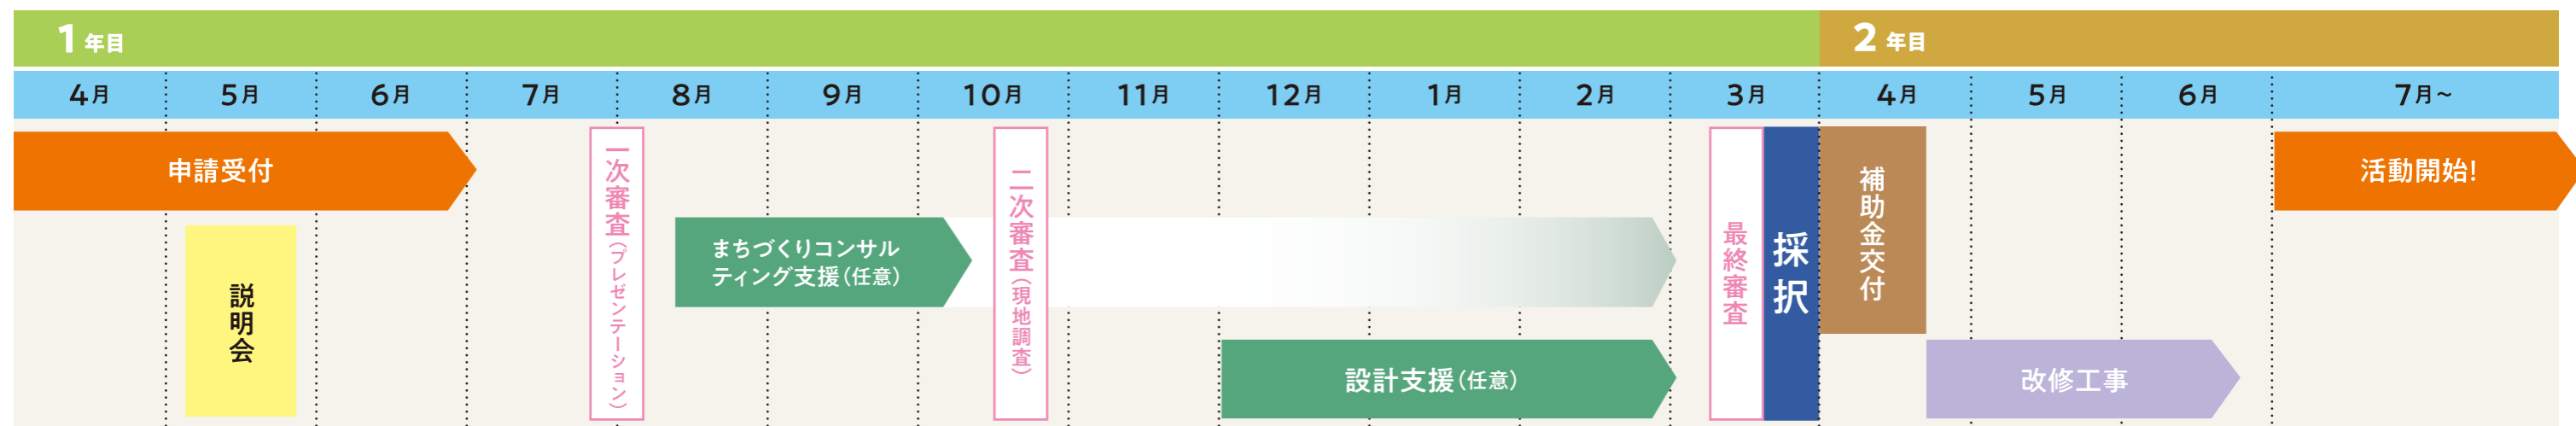 1年目
2年目
4月
5月
6月
7月
8月
9月
10月
11月
12月
1月
2月
3月
4月
5月
6月
7月～
申請受付
説明会
一次審査（プレゼンテーション）
まちづくりコンサル
ティング支援（任意）
二次審査（現地調査）
設計支援（任意）
最終審査
採択
補助金交付
改修工事
活動開始！